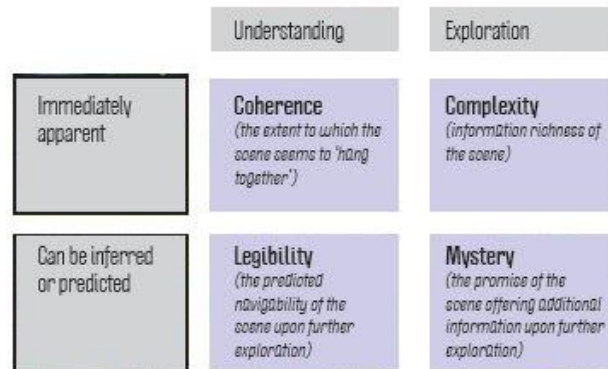 Understanding
Exploration
Immediately
apparent
Coherence
(the extent to which the
scene seems to 'hang
together')
Complexity
(information richness of
the scene)
Can be inferred
or predicted
Legibility
(the predicted
navigability of the
scene upon further
exploration)
Mystery
(the promise of the
scene offering additional
information upon further
exploration)